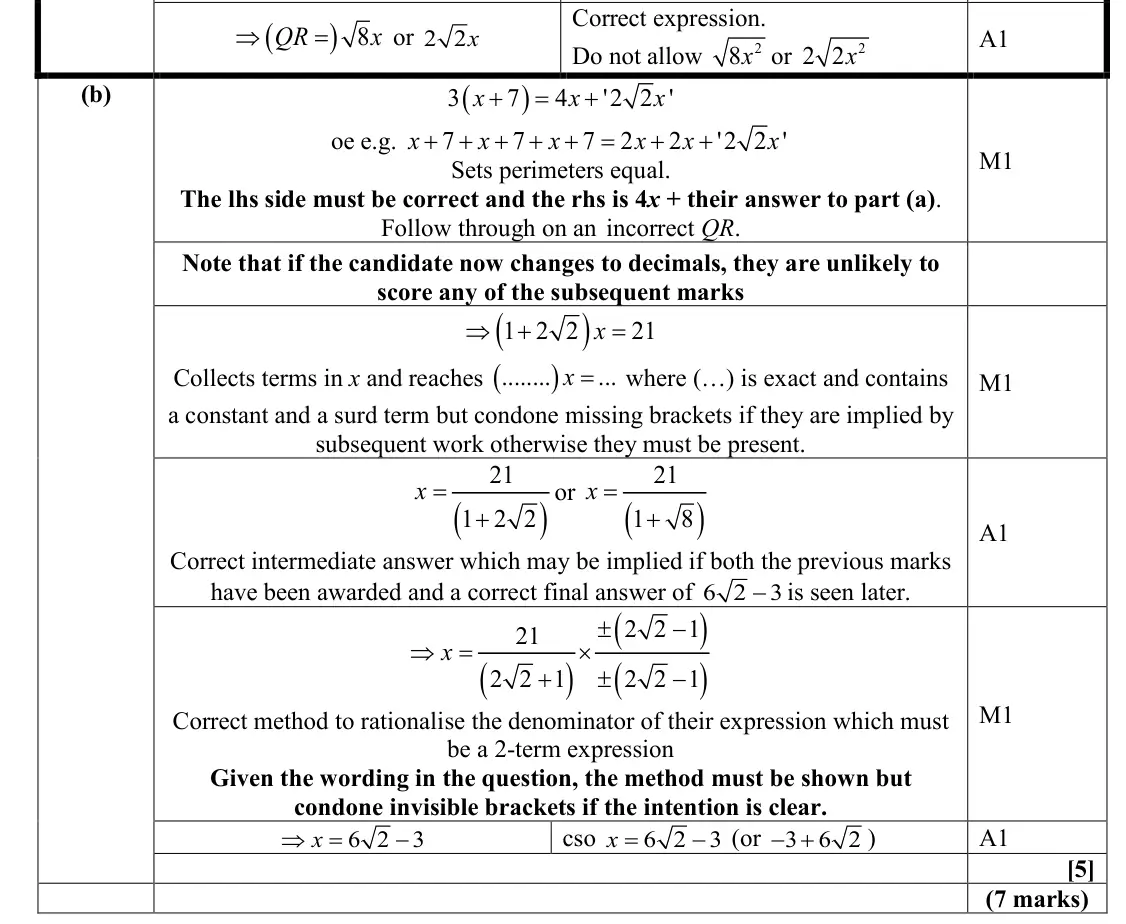 ⇒ (QR =) √8x or 2√2x
Correct expression.
Do not allow √(8x²) or 2√(2x²)
A1
(b)
3(x + 7) = 4x + '2√2x'
oe e.g. x + 7 + x + 7 + x + 7 = 2x + 2x + '2√2x'
Sets perimeters equal.
The lhs side must be correct and the rhs is 4x + their answer to part (a).
Follow through on an incorrect QR.
M1
Note that if the candidate now changes to decimals, they are unlikely to
score any of the subsequent marks
⇒ (1 + 2√2)x = 21
Collects terms in x and reaches (........)x = ... where (…) is exact and contains
a constant and a surd term but condone missing brackets if they are implied by
subsequent work otherwise they must be present.
M1
x = 21/(1 + 2√2) or x = 21/(1 + √8)
Correct intermediate answer which may be implied if both the previous marks
have been awarded and a correct final answer of 6√2 − 3 is seen later.
A1
⇒ x = 21/(2√2 + 1) × ±(2√2 − 1)/±(2√2 − 1)
Correct method to rationalise the denominator of their expression which must
be a 2-term expression
Given the wording in the question, the method must be shown but
condone invisible brackets if the intention is clear.
M1
⇒ x = 6√2 − 3
cso x = 6√2 − 3 (or −3 + 6√2 )
A1
[5]
(7 marks)